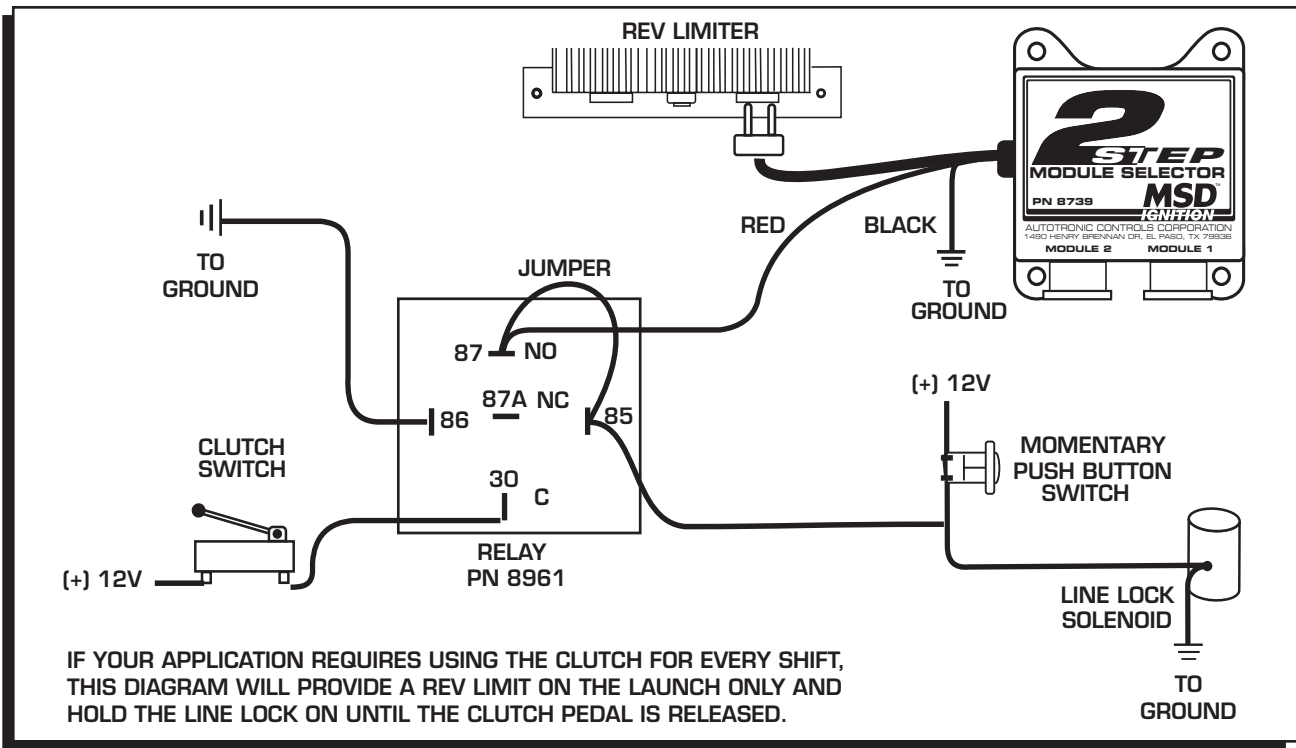 REV LIMITER
2
STEP
MODULE SELECTOR
PN 8739
MSD
IGNITION
AUTOTRONIC CONTROLS CORPORATION
1490 HENRY BRENNAN DR, EL PASO, TX 79936
MODULE 2 MODULE 1
RED
BLACK
TO
GROUND
TO
GROUND
JUMPER
87 NO
87A NC
86
85
30
C
RELAY
PN 8961
CLUTCH
SWITCH
(+) 12V
(+) 12V
MOMENTARY
PUSH BUTTON
SWITCH
LINE LOCK
SOLENOID
TO
GROUND
IF YOUR APPLICATION REQUIRES USING THE CLUTCH FOR EVERY SHIFT,
THIS DIAGRAM WILL PROVIDE A REV LIMIT ON THE LAUNCH ONLY AND
HOLD THE LINE LOCK ON UNTIL THE CLUTCH PEDAL IS RELEASED.